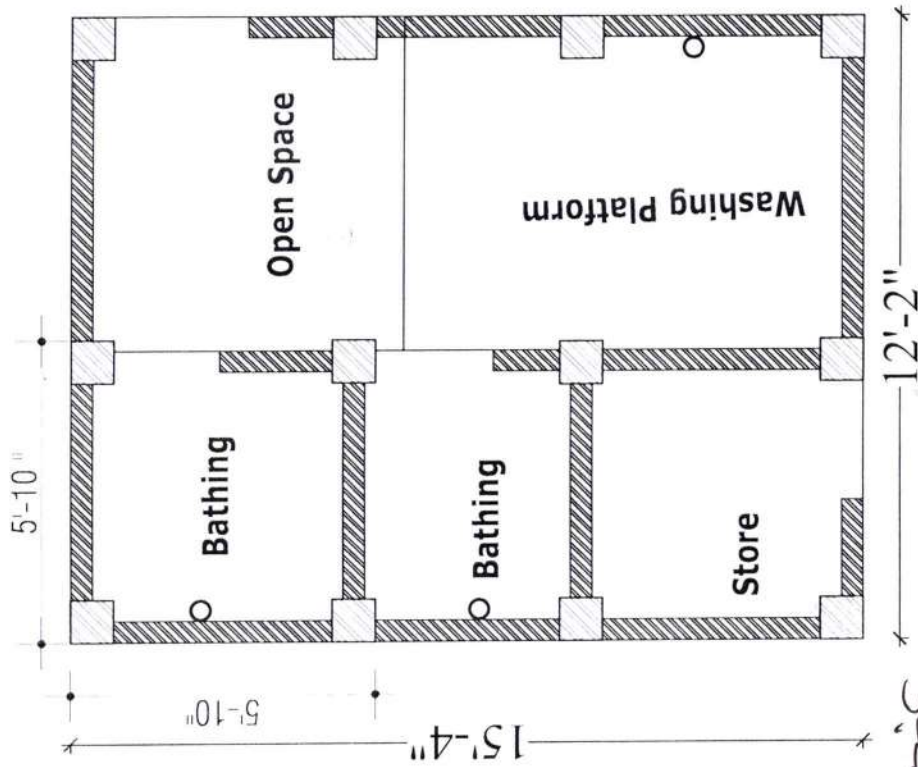 5'-10"
Open Space
Bathing
Washing Platform
Bathing
Store
5'-10"
15'-4"
12'-2"